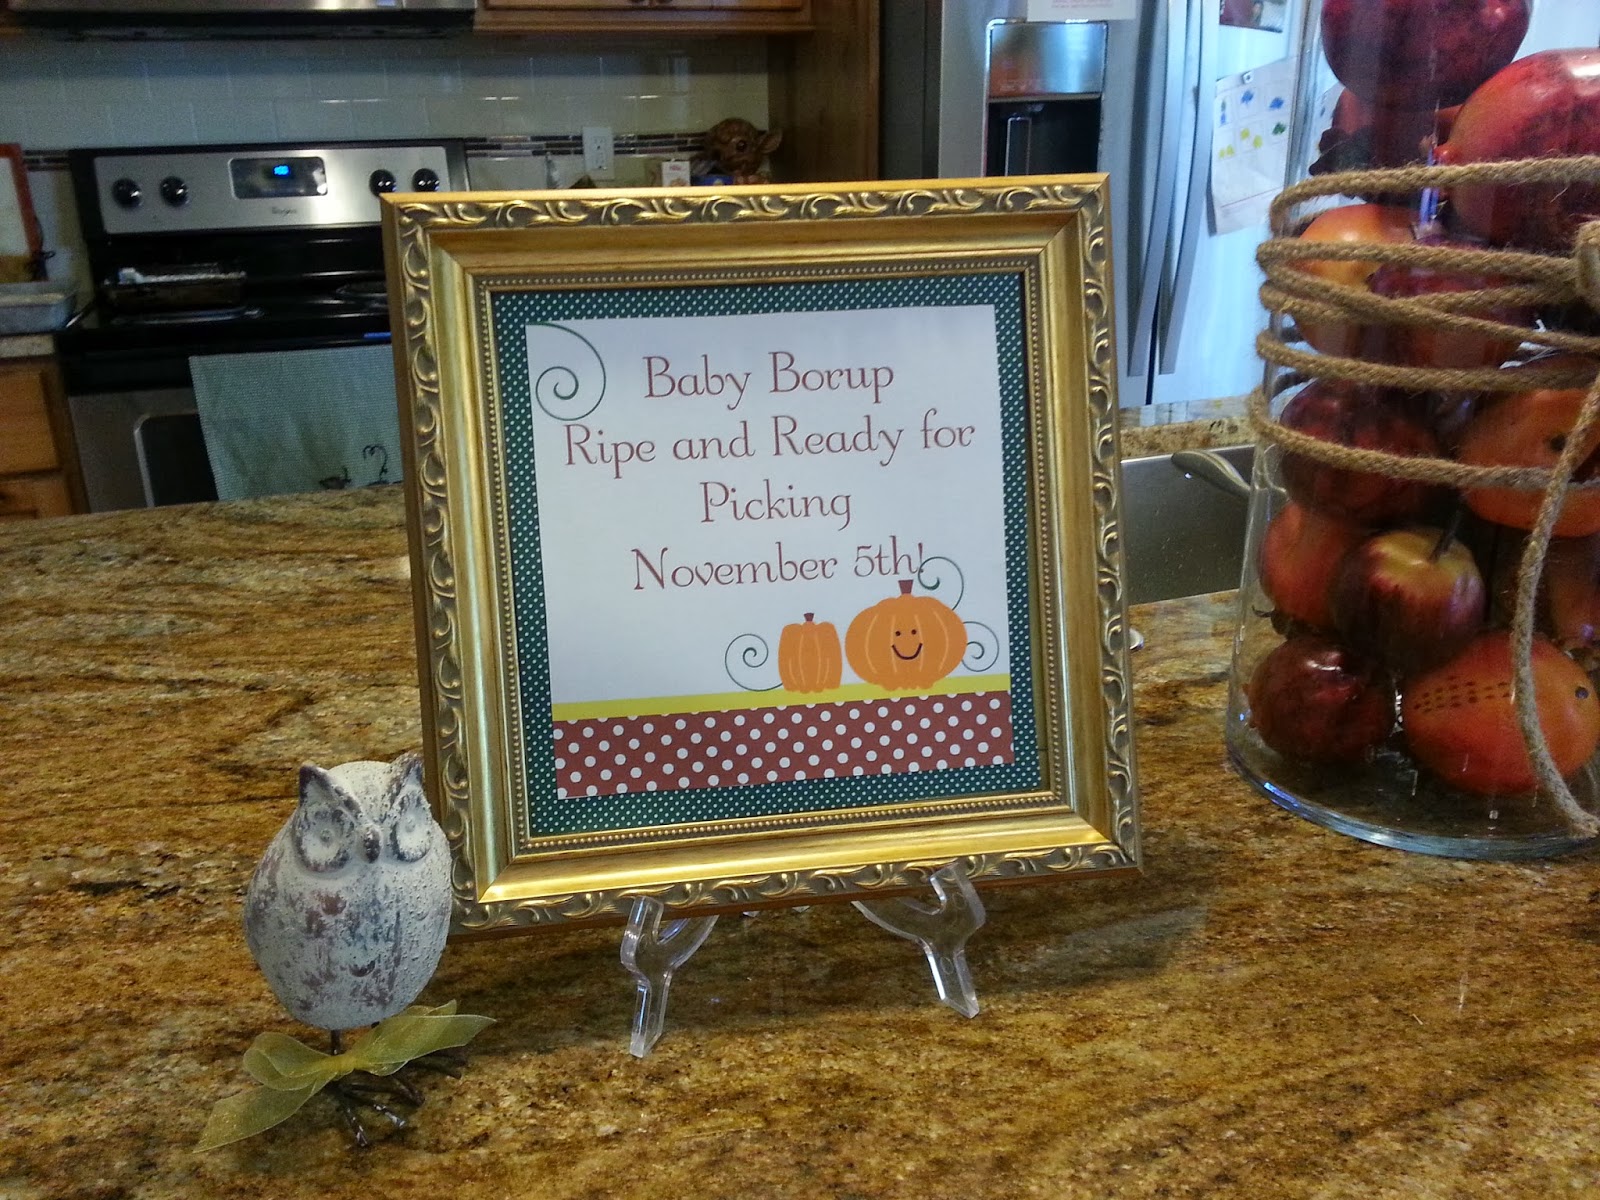 Baby Borup
Ripe and Ready for
Picking
November 5th!